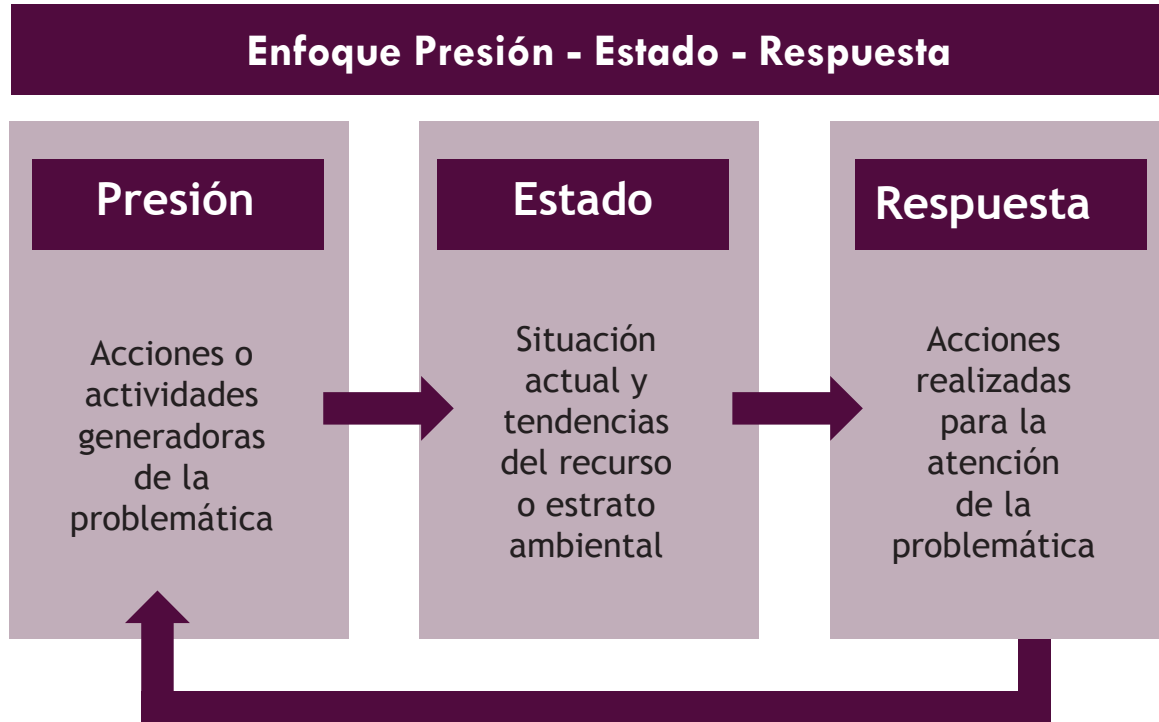 Enfoque Presión - Estado - Respuesta
Presión
Acciones o
actividades
generadoras
de la
problemática
Estado
Situación
actual y
tendencias
del recurso
o estrato
ambiental
Respuesta
Acciones
realizadas
para la
atención
de la
problemática